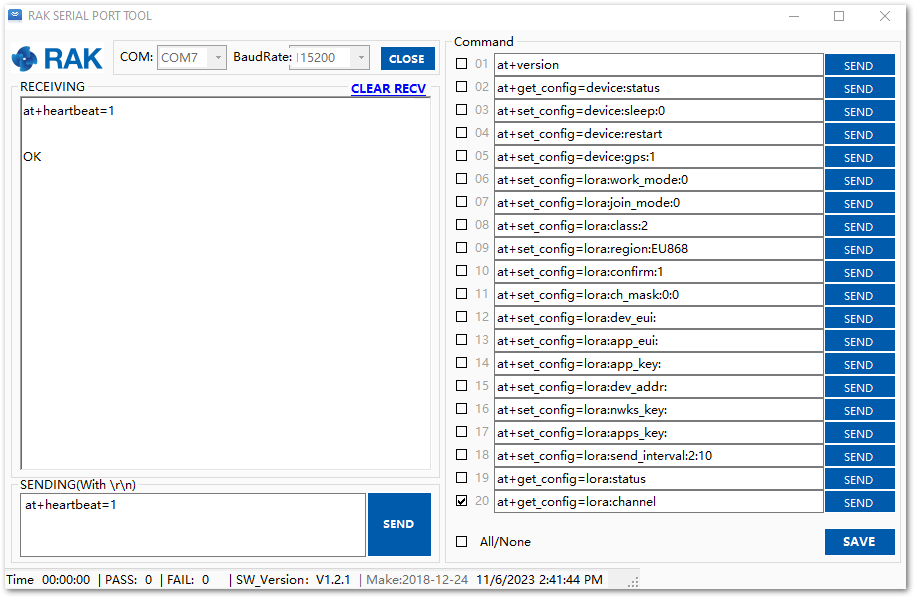 RAK SERIAL PORT TOOL
RAK
COM: COM7 BaudRate: 115200 CLOSE
RECEIVING CLEAR RECV
at+heartbeat=1
OK
SENDING(With \r\n)
at+heartbeat=1
SEND
Command
01 at+version SEND
02 at+get_config=device:status SEND
03 at+set_config=device:sleep:0 SEND
04 at+set_config=device:restart SEND
05 at+set_config=device:gps:1 SEND
06 at+set_config=lora:work_mode:0 SEND
07 at+set_config=lora:join_mode:0 SEND
08 at+set_config=lora:class:2 SEND
09 at+set_config=lora:region:EU868 SEND
10 at+set_config=lora:confirm:1 SEND
11 at+set_config=lora:ch_mask:0:0 SEND
12 at+set_config=lora:dev_eui: SEND
13 at+set_config=lora:app_eui: SEND
14 at+set_config=lora:app_key: SEND
15 at+set_config=lora:dev_addr: SEND
16 at+set_config=lora:nwks_key: SEND
17 at+set_config=lora:apps_key: SEND
18 at+set_config=lora:send_interval:2:10 SEND
19 at+get_config=lora:status SEND
20 at+get_config=lora:channel SEND
All/None SAVE
Time 00:00:00 | PASS: 0 | FAIL: 0 | SW_Version: V1.2.1 | Make:2018-12-24 11/6/2023 2:41:44 PM